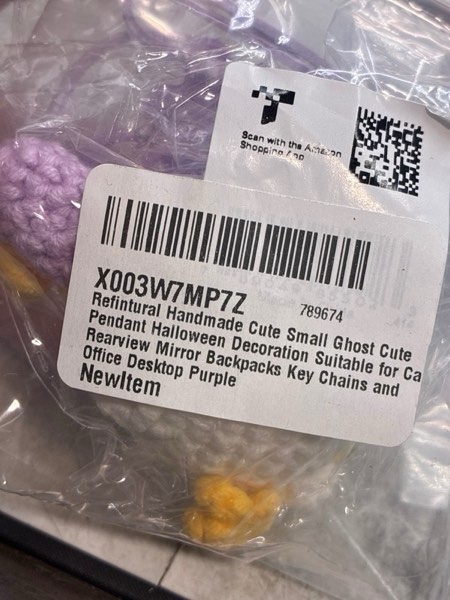 Scan with the Amazon
Shopping App
X003W7MP7Z
789674
Refintural Handmade Cute Small Ghost Cute
Pendant Halloween Decoration Suitable for Ca
Rearview Mirror Backpacks Key Chains and
Office Desktop Purple
NewItem